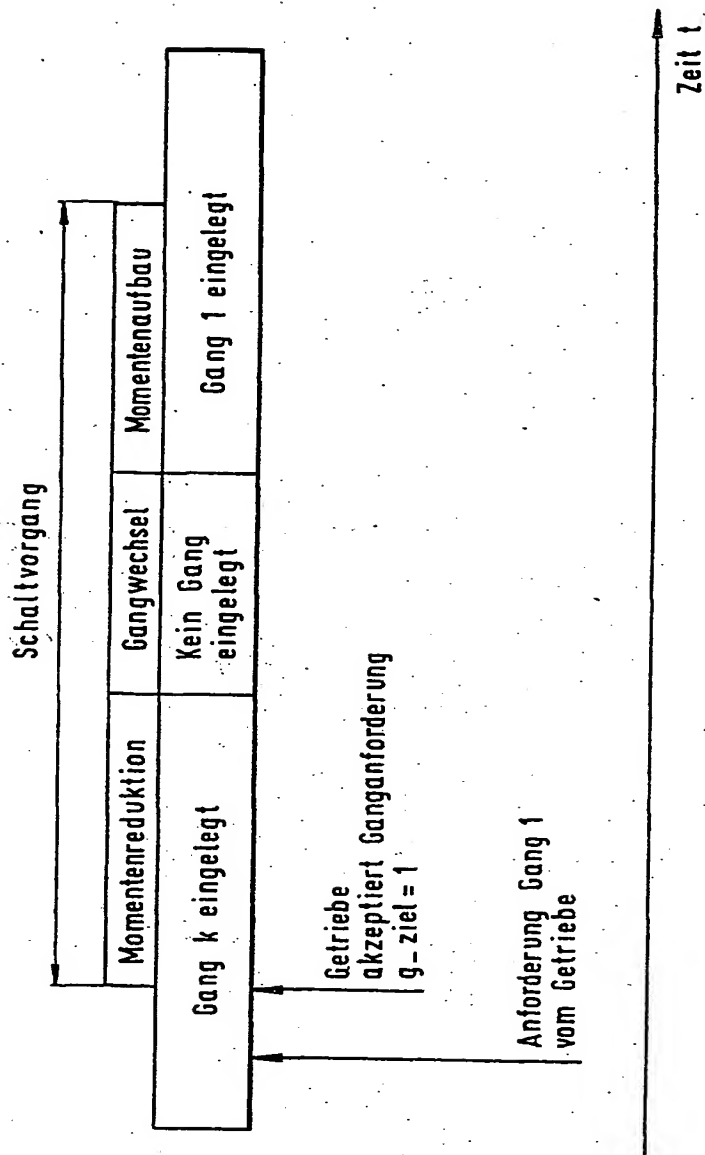 Schaltvorgang
Momentenreduktion
Gangwechsel
Momentenaufbau
Gang k eingelegt
Kein Gang
eingelegt
Gang 1 eingelegt
Getriebe
akzeptiert Ganganforderung
g_ziel = 1
Anforderung Gang 1
vom Getriebe
Zeit t